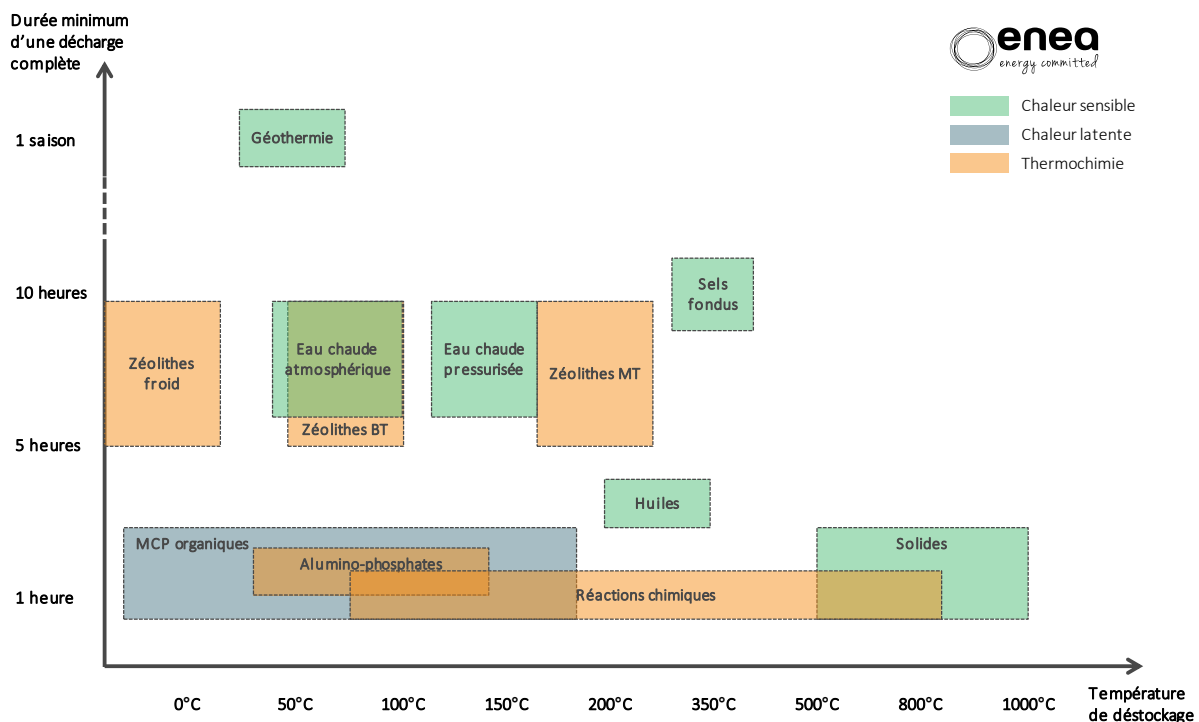 Durée minimum
d’une décharge
complète
enea
energy committed
Chaleur sensible
Chaleur latente
Thermochimie
1 saison
Géothermie
10 heures
Sels
fondus
Zéolithes
froid
Eau chaude
atmosphérique
Eau chaude
pressurisée
Zéolithes MT
Zéolithes BT
5 heures
Huiles
MCP organiques
Solides
Alumino-phosphates
1 heure
Réactions chimiques
0°C 50°C 100°C 150°C 200°C 350°C 500°C 800°C 1000°C
Température
de déstockage